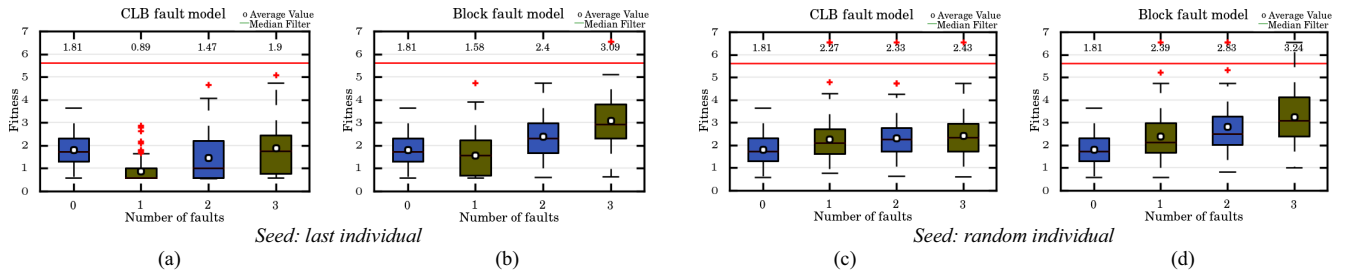 CLB fault model
Average Value
Median Filter
7
6
5
4
3
2
1
0
Fitness
1.81 0.89 1.47 1.9
0 1 2 3
Number of faults
Block fault model
Average Value
Median Filter
7
6
5
4
3
2
1
0
1.81 1.58 2.4 3.09
0 1 2 3
Number of faults
Seed: last individual
(a) (b)
CLB fault model
Average Value
Median Filter
7
6
5
4
3
2
1
0
Fitness
1.81 2.27 2.33 2.43
0 1 2 3
Number of faults
Block fault model
Average Value
Median Filter
7
6
5
4
3
2
1
0
1.81 2.39 2.83 3.24
0 1 2 3
Number of faults
Seed: random individual
(c) (d)